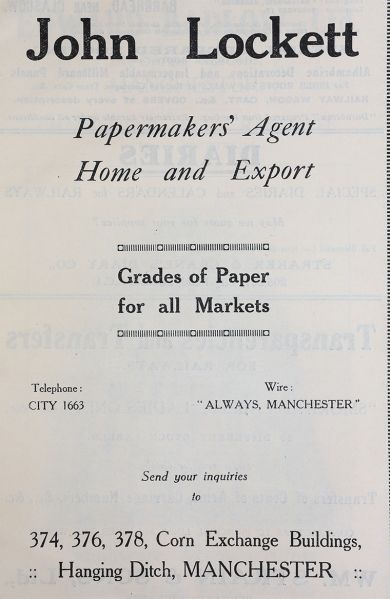 John Lockett
Papermakers' Agent
Home and Export
Grades of Paper
for all Markets
Telephone:
CITY 1663
Wire:
"ALWAYS, MANCHESTER"
Send your inquiries
to
374, 376, 378, Corn Exchange Buildings,
:: Hanging Ditch, MANCHESTER ::